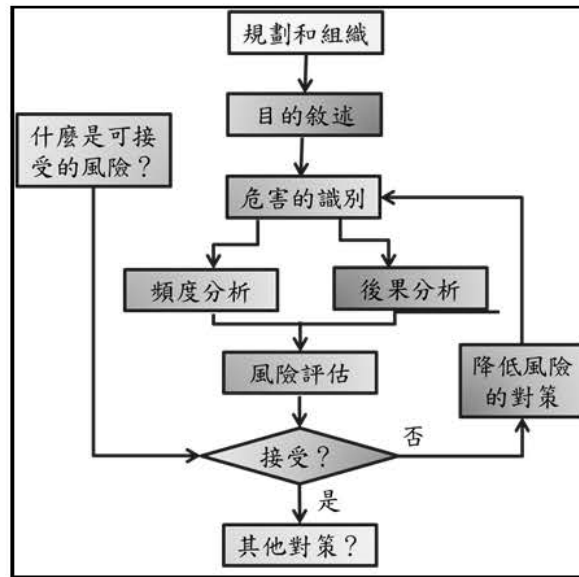 規劃和組織
目的敘述
什麼是可接
受的風險？
危害的識別
頻度分析
後果分析
風險評估
降低風險
的對策
接受？
否
是
其他對策？